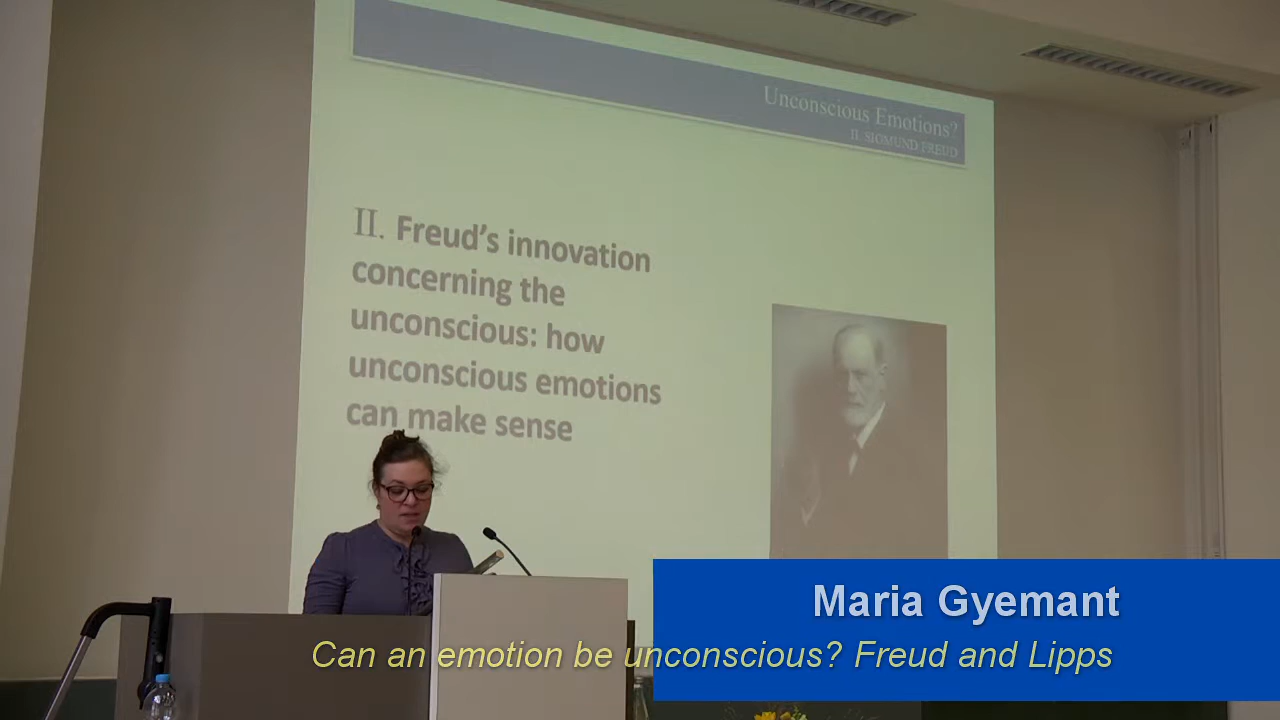 Unconscious Emotions?
II. SIGMUND FREUD
II. Freud's innovation
concerning the
unconscious: how
unconscious emotions
can make sense
Maria Gyemant
Can an emotion be unconscious? Freud and Lipps